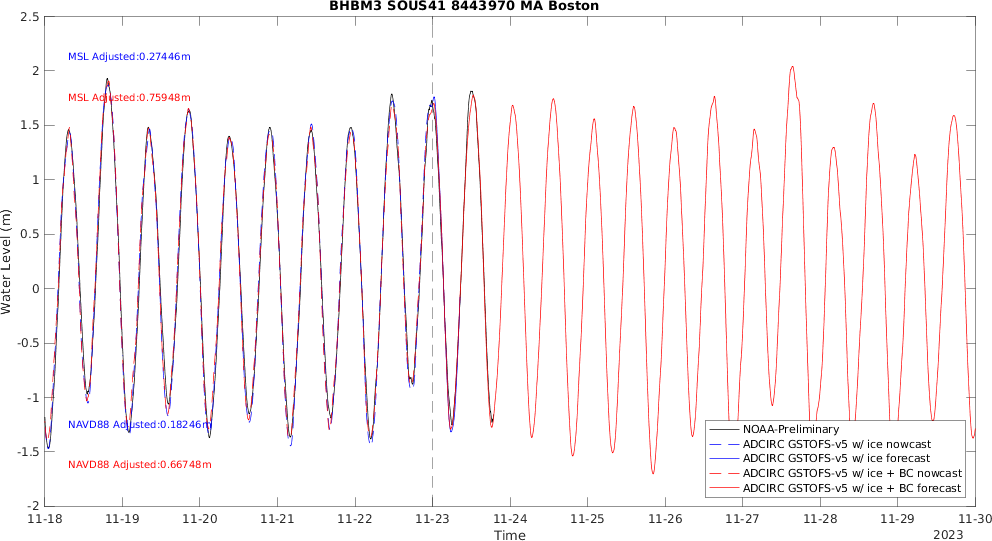 BHBM3 SOUS41 8443970 MA Boston
2.5
2
1.5
1
0.5
0
-0.5
-1
-1.5
-2
Water Level (m)
MSL Adjusted:0.27446m
MSL Adjusted:0.75948m
NAVD88 Adjusted:0.18246m
NAVD88 Adjusted:0.66748m
NOAA-Preliminary
ADCIRC GSTOFS-v5 w/ ice nowcast
ADCIRC GSTOFS-v5 w/ ice forecast
ADCIRC GSTOFS-v5 w/ ice + BC nowcast
ADCIRC GSTOFS-v5 w/ ice + BC forecast
11-18 11-19 11-20 11-21 11-22 11-23 11-24 11-25 11-26 11-27 11-28 11-29 11-30
Time
2023